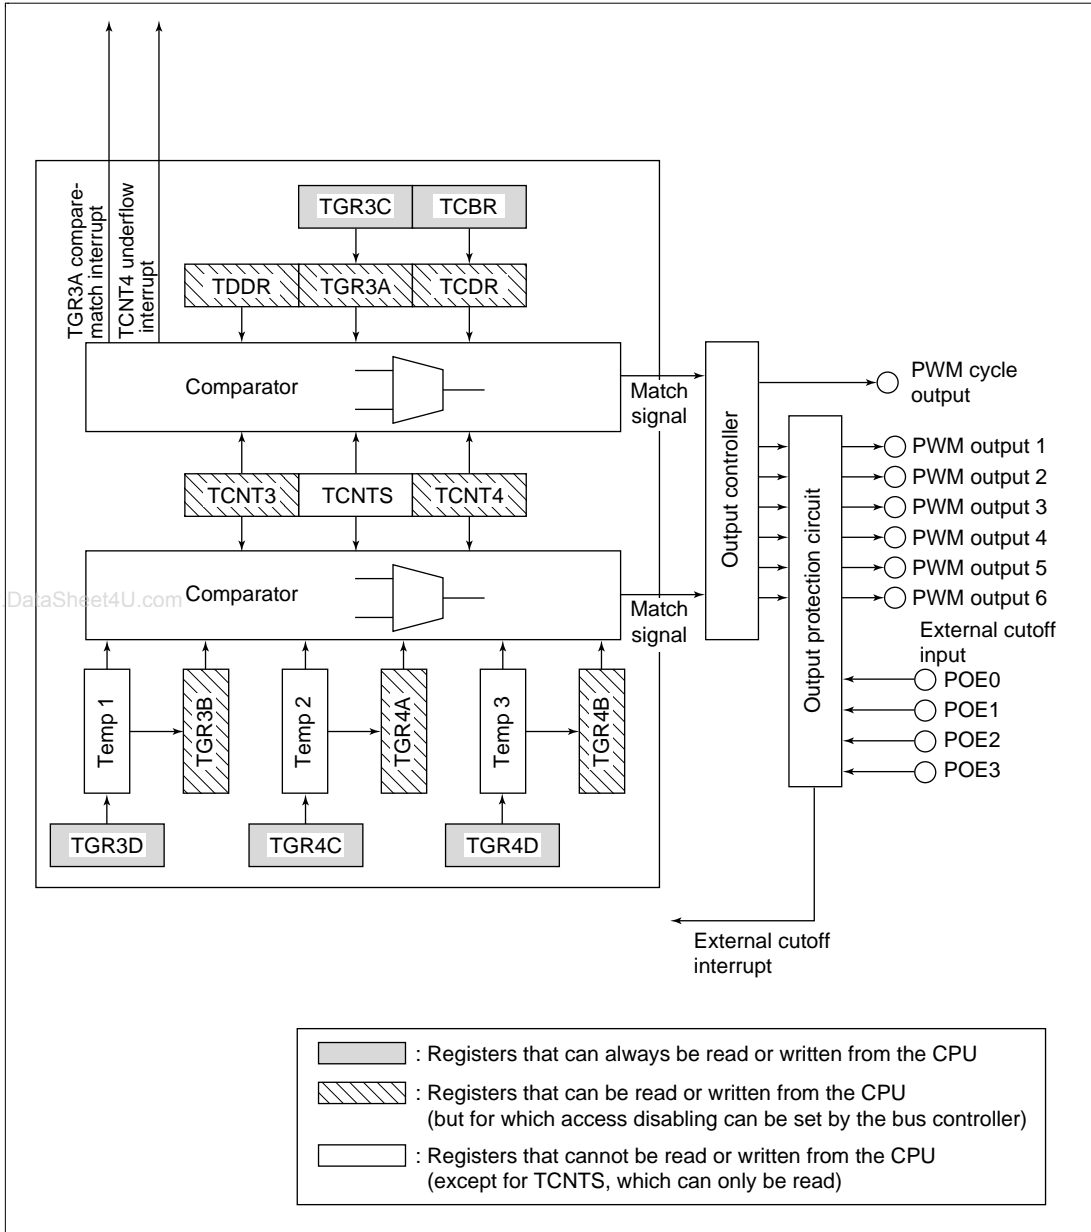 TGR3A compare-
match interrupt
TCNT4 underflow
interrupt
TGR3C
TCBR
TDDR
TGR3A
TCDR
Comparator
Match
signal
TCNT3
TCNTS
TCNT4
Comparator
Match
signal
Output controller
Output protection circuit
PWM cycle
output
PWM output 1
PWM output 2
PWM output 3
PWM output 4
PWM output 5
PWM output 6
External cutoff
input
POE0
POE1
POE2
POE3
DataSheet4U.com
Temp 1
TGR3B
Temp 2
TGR4A
Temp 3
TGR4B
TGR3D
TGR4C
TGR4D
External cutoff
interrupt
: Registers that can always be read or written from the CPU
: Registers that can be read or written from the CPU
(but for which access disabling can be set by the bus controller)
: Registers that cannot be read or written from the CPU
(except for TCNTS, which can only be read)